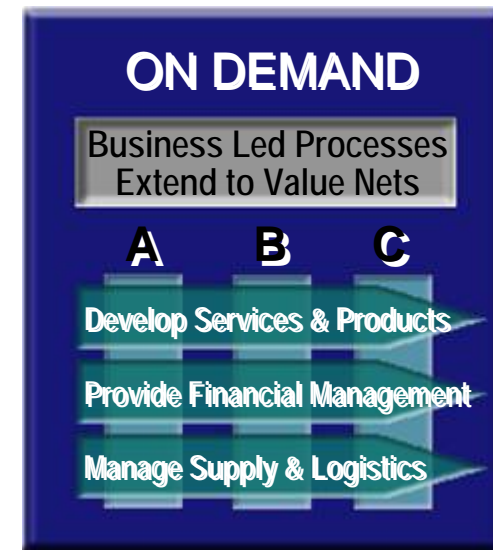 ON DEMAND
Business Led Processes
Extend to Value Nets
A B C
Develop Services & Products
Provide Financial Management
Manage Supply & Logistics